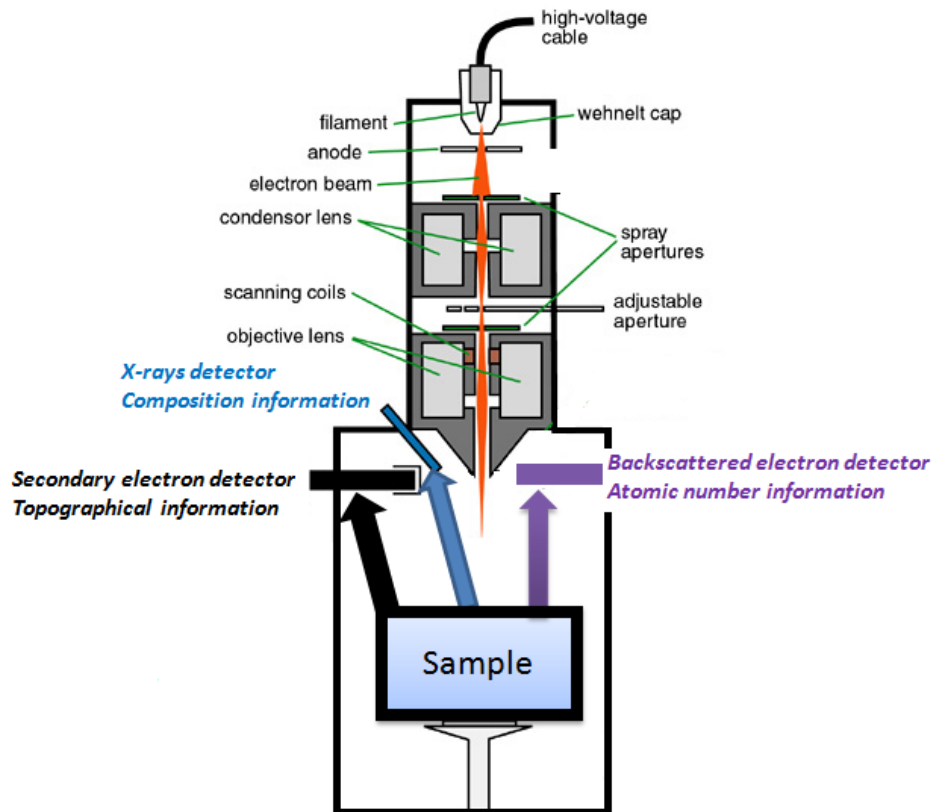 high-voltage
cable
filament
wehnelt cap
anode
electron beam
condensor lens
spray
apertures
scanning coils
adjustable
aperture
objective lens
X-rays detector
Composition information
Secondary electron detector
Topographical information
Backscattered electron detector
Atomic number information
Sample